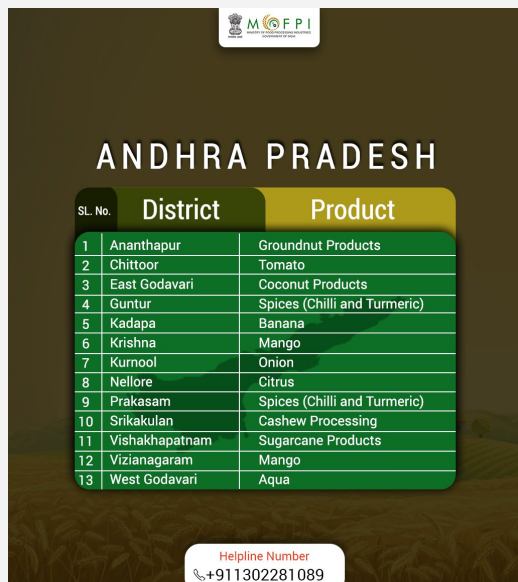 MOFPI
MINISTRY OF FOOD PROCESSING INDUSTRIES
GOVERNMENT OF INDIA
ANDHRA PRADESH
SL. No. District Product
1 Ananthapur Groundnut Products
2 Chittoor Tomato
3 East Godavari Coconut Products
4 Guntur Spices (Chilli and Turmeric)
5 Kadapa Banana
6 Krishna Mango
7 Kurnool Onion
8 Nellore Citrus
9 Prakasam Spices (Chilli and Turmeric)
10 Srikakulan Cashew Processing
11 Vishakhapatnam Sugarcane Products
12 Vizianagaram Mango
13 West Godavari Aqua
Helpline Number
+911302281089